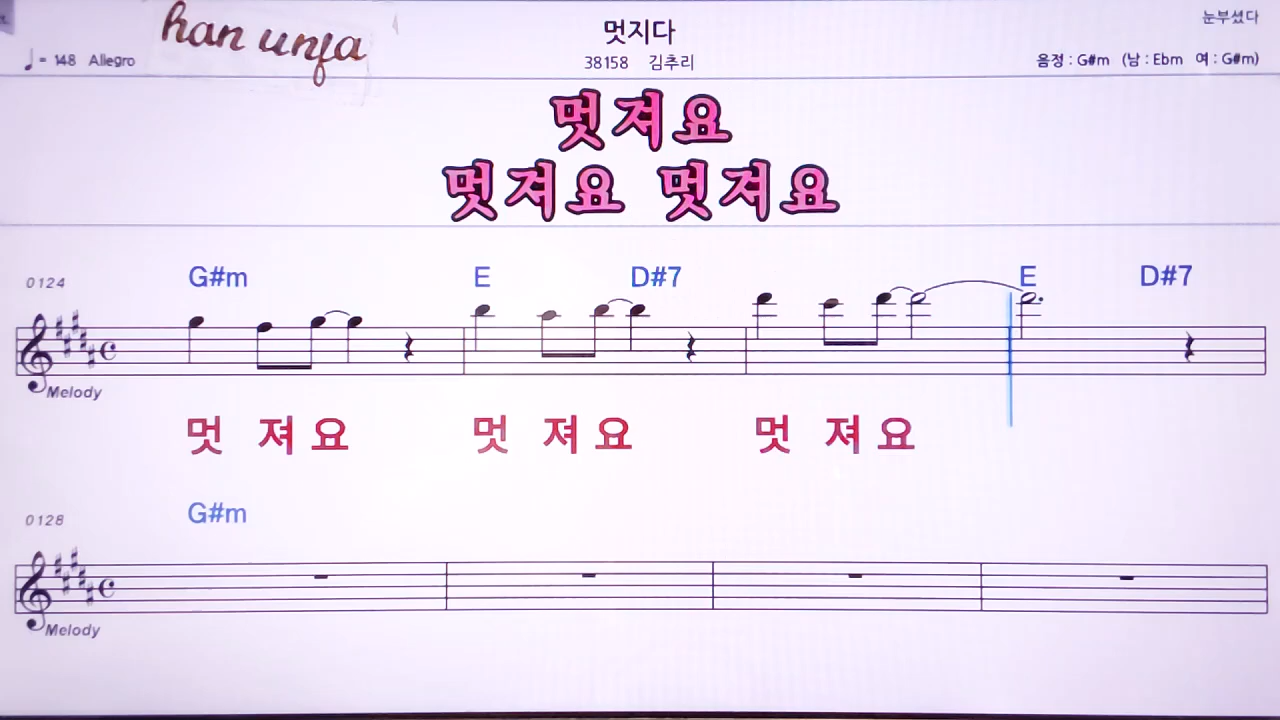 han unja
멋지다
눈부셨다
♩ = 148 Allegro
38158 김추리
음정 : G#m (남 : Ebm 여 : G#m)
멋져요
멋져요 멋져요
0124
G#m E D#7 E D#7
Melody
멋 져 요 멋 져 요 멋 져 요
0128
G#m
Melody